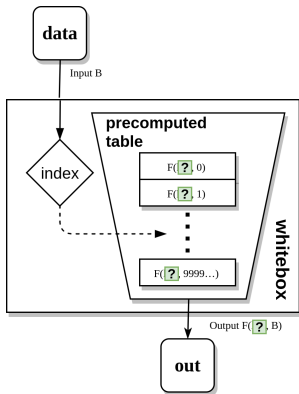 data
Input B
precomputed
table
index
F(?, 0)
F(?, 1)
F(?, 9999...)
whitebox
Output F(?, B)
out